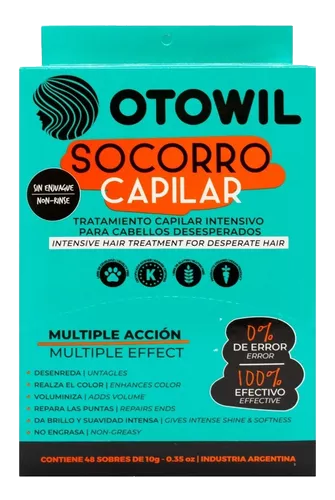 OTOWIL
SOCORRO
CAPILAR
SIN ENJUAGUE
NON-RINSE
TRATAMIENTO CAPILAR INTENSIVO
PARA CABELLOS DESESPERADOS
INTENSIVE HAIR TREATMENT FOR DESPERATE HAIR
K
MULTIPLE ACCIÓN
MULTIPLE EFFECT
0%
DE ERROR
ERROR
100%
EFECTIVO
EFFECTIVE
• DESENREDA | UNTAGLES
• REALZA EL COLOR | ENHANCES COLOR
• VOLUMINIZA | ADDS VOLUME
• REPARA LAS PUNTAS | REPAIRS ENDS
• DA BRILLO Y SUAVIDAD INTENSA | GIVES INTENSE SHINE & SOFTNESS
• NO ENGRASA | NON-GREASY
CONTIENE 48 SOBRES DE 10g - 0.35 oz | INDUSTRIA ARGENTINA